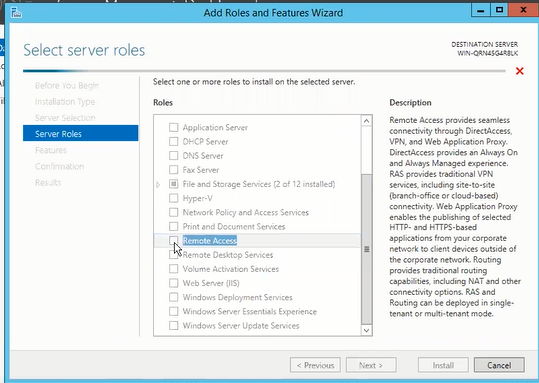 Add Roles and Features Wizard
Select server roles
DESTINATION SERVER
WIN-QRN45G4R8LK
Before You Begin
Installation Type
Server Selection
Server Roles
Features
Confirmation
Results
Select one or more roles to install on the selected server.
Roles
Application Server
DHCP Server
DNS Server
Fax Server
File and Storage Services (2 of 12 installed)
Hyper-V
Network Policy and Access Services
Print and Document Services
Remote Access
Remote Desktop Services
Volume Activation Services
Web Server (IIS)
Windows Deployment Services
Windows Server Essentials Experience
Windows Server Update Services
Description
Remote Access provides seamless
connectivity through DirectAccess,
VPN, and Web Application Proxy.
DirectAccess provides an Always On
and Always Managed experience.
RAS provides traditional VPN
services, including site-to-site
(branch-office or cloud-based)
connectivity. Web Application Proxy
enables the publishing of selected
HTTP- and HTTPS-based
applications from your corporate
network to client devices outside
of the corporate network. Routing
provides traditional routing
capabilities, including NAT and other
connectivity options. RAS and
Routing can be deployed in single-
tenant or multi-tenant mode.
< Previous
Next >
Install
Cancel